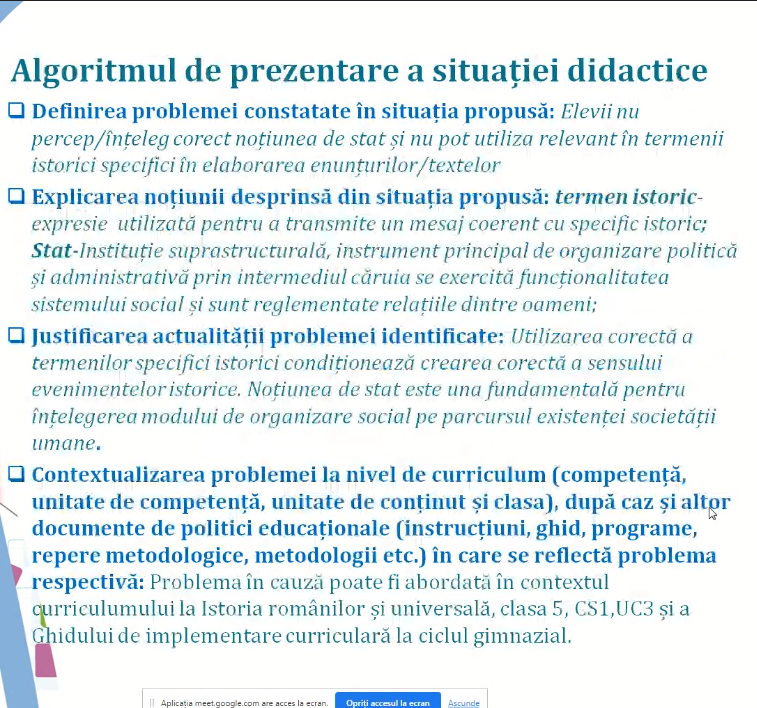 Algoritmul de prezentare a situației didactice
❑ Definirea problemei constatate în situația propusă: Elevii nu
percep/înțeleg corect noțiunea de stat și nu pot utiliza relevant în termenii
istorici specifici în elaborarea enunțurilor/textelor
❑ Explicarea noțiunii desprinsă din situația propusă: termen istoric-
expresie utilizată pentru a transmite un mesaj coerent cu specific istoric;
Stat-Instituție suprastructurală, instrument principal de organizare politică
și administrativă prin intermediul căruia se exercită funcționalitatea
sistemului social și sunt reglementate relațiile dintre oameni;
❑ Justificarea actualității problemei identificate: Utilizarea corectă a
termenilor specifici istorici condiționează crearea corectă a sensului
evenimentelor istorice. Noțiunea de stat este una fundamentală pentru
înțelegerea modului de organizare social pe parcursul existenței societății
umane.
❑ Contextualizarea problemei la nivel de curriculum (competență,
unitate de competență, unitate de conținut și clasa), după caz și altor
documente de politici educaționale (instrucțiuni, ghid, programe,
repere metodologice, metodologii etc.) în care se reflectă problema
respectivă: Problema în cauză poate fi abordată în contextul
curriculumului la Istoria românilor și universală, clasa 5, CS1,UC3 și a
Ghidului de implementare curriculară la ciclul gimnazial.
Aplicația meet.google.com are acces la ecran. Opriți accesul la ecran Ascunde